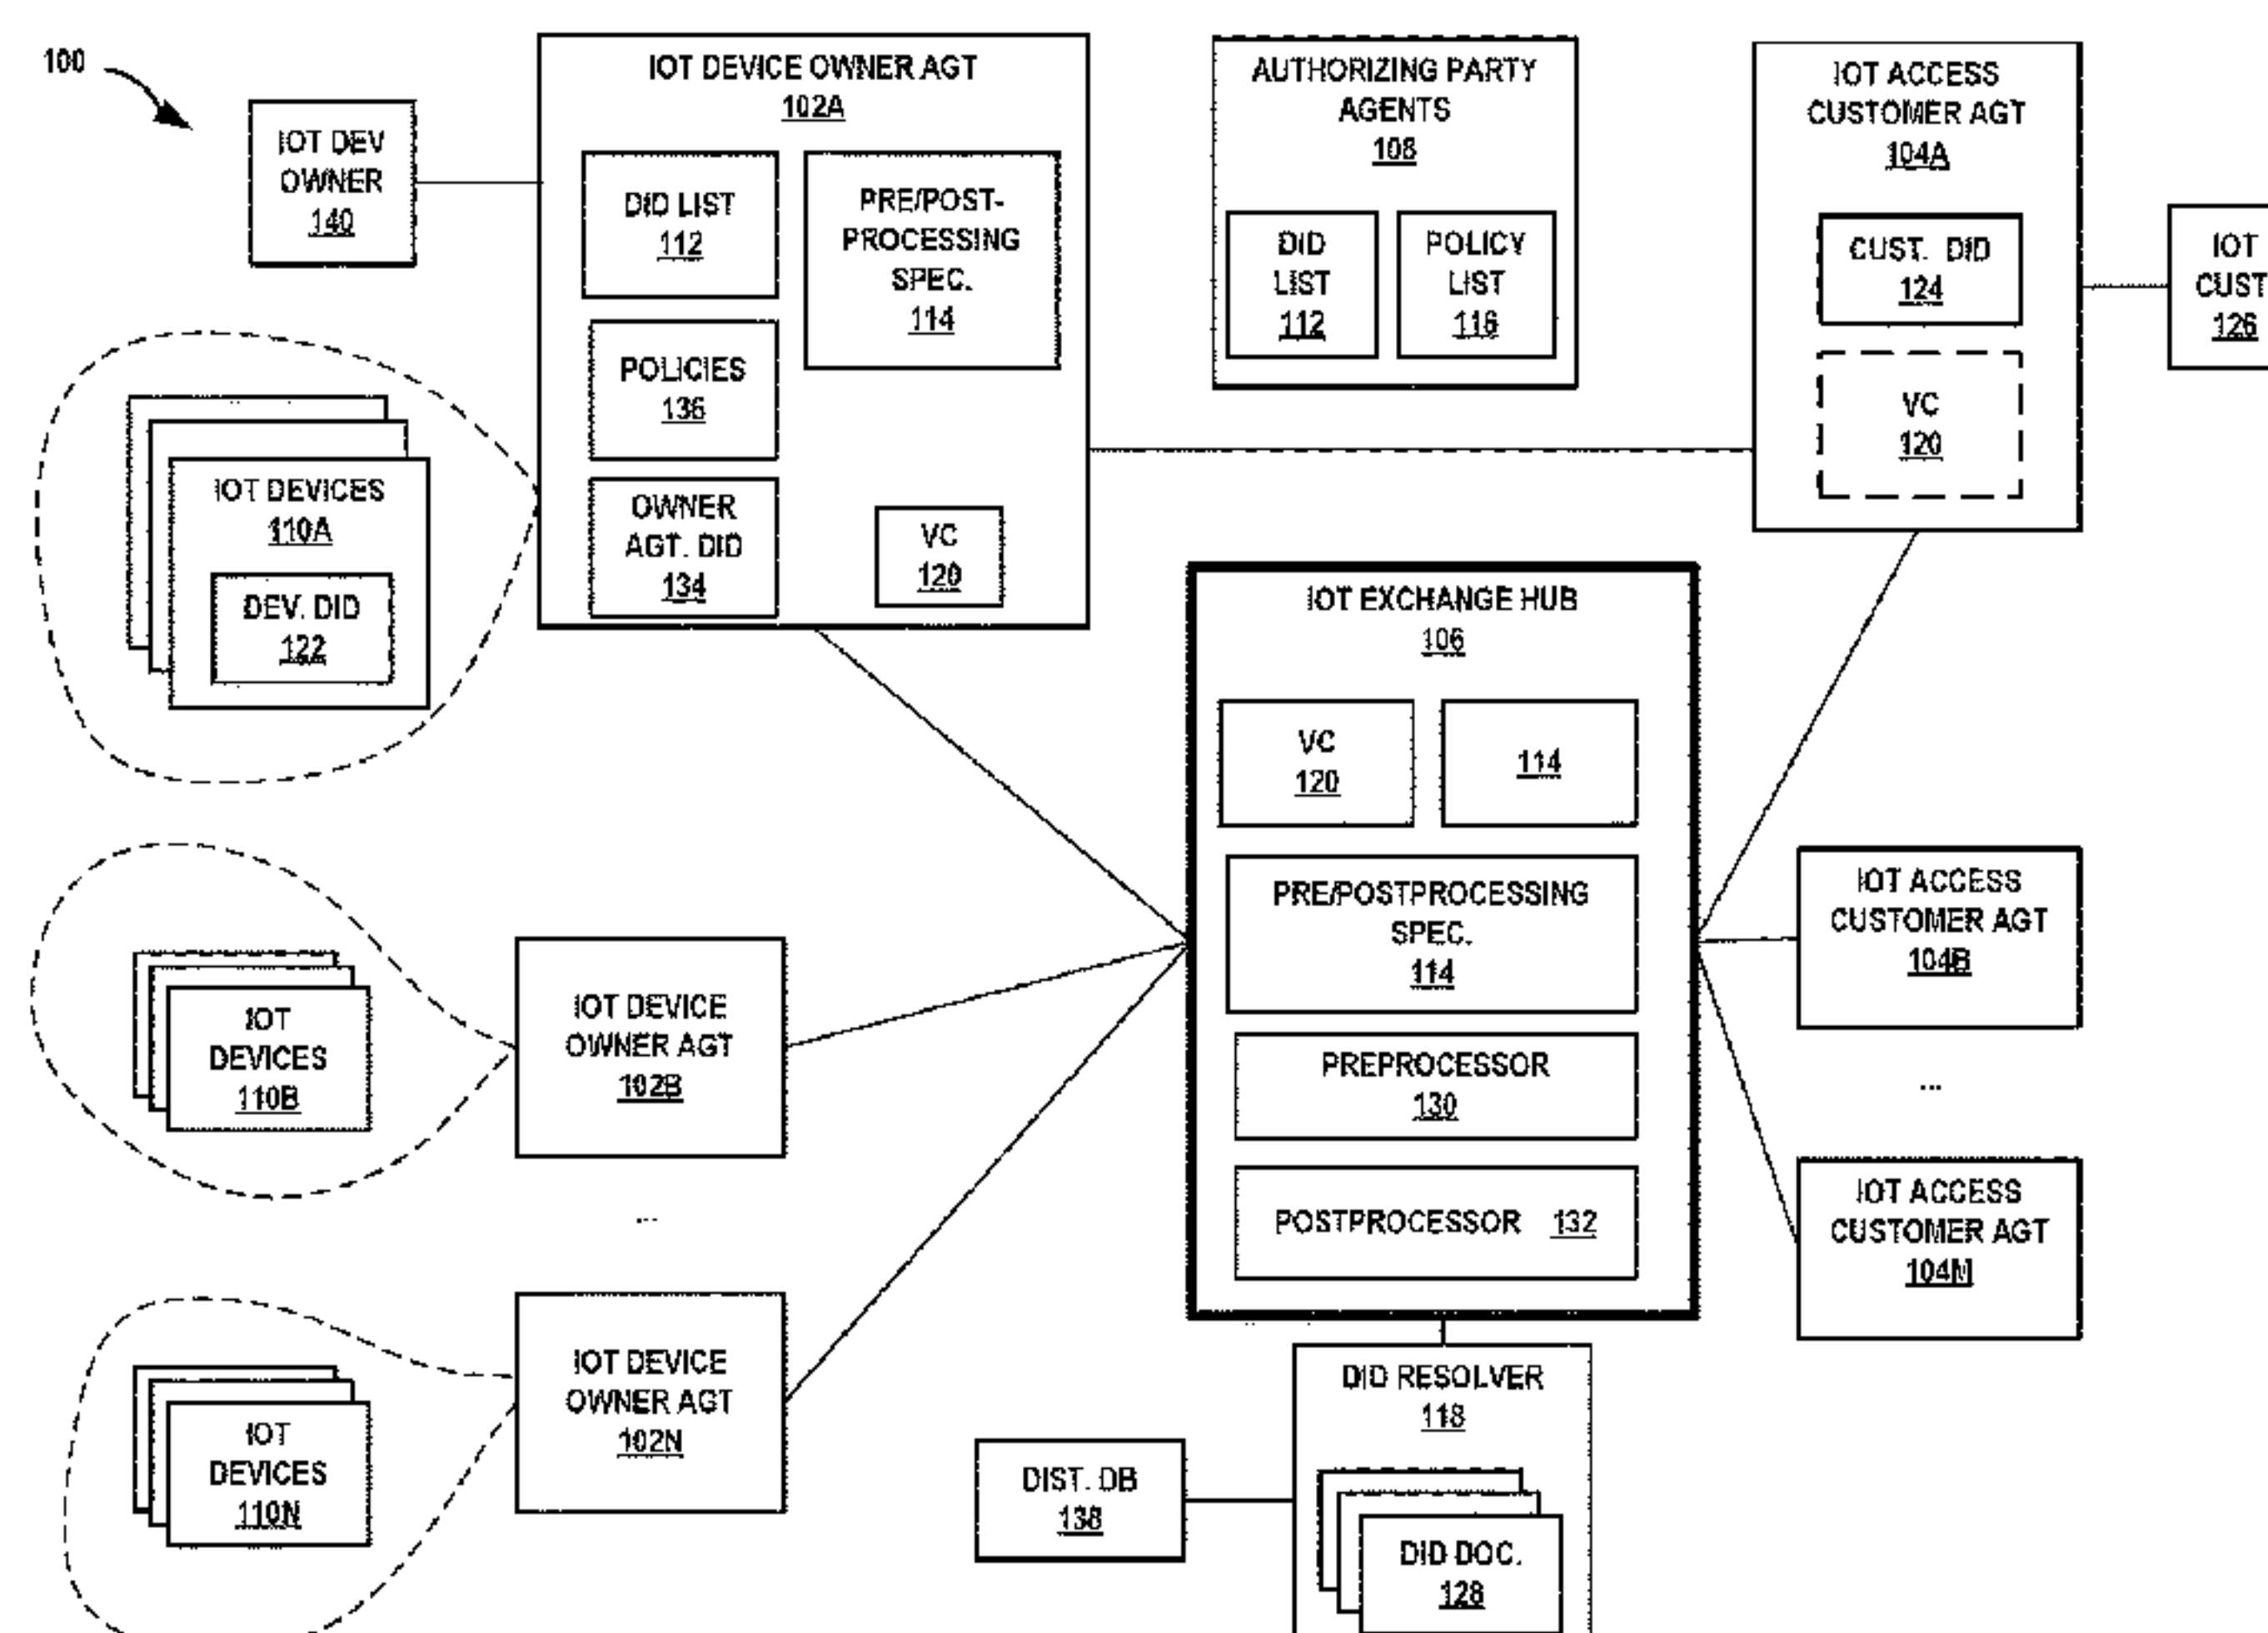 100
IOT DEV
OWNER
140
IOT DEVICE OWNER AGT
102A
DID LIST
112
PRE/POST-
PROCESSING
SPEC.
114
POLICIES
136
OWNER
AGT. DID
134
VC
120
AUTHORIZING PARTY
AGENTS
108
DID
LIST
112
POLICY
LIST
116
IOT ACCESS
CUSTOMER AGT
104A
CUST. DID
124
VC
120
IOT
CUST
126
IOT DEVICES
110A
DEV. DID
122
IOT EXCHANGE HUB
106
VC
120
114
PRE/POSTPROCESSING
SPEC.
114
PREPROCESSOR
130
POSTPROCESSOR 132
IOT
DEVICES
110B
IOT DEVICE
OWNER AGT
102B
...
IOT ACCESS
CUSTOMER AGT
104B
...
IOT ACCESS
CUSTOMER AGT
104M
IOT
DEVICES
110N
IOT DEVICE
OWNER AGT
102N
DIST. DB
138
DID RESOLVER
118
DID DOC.
128